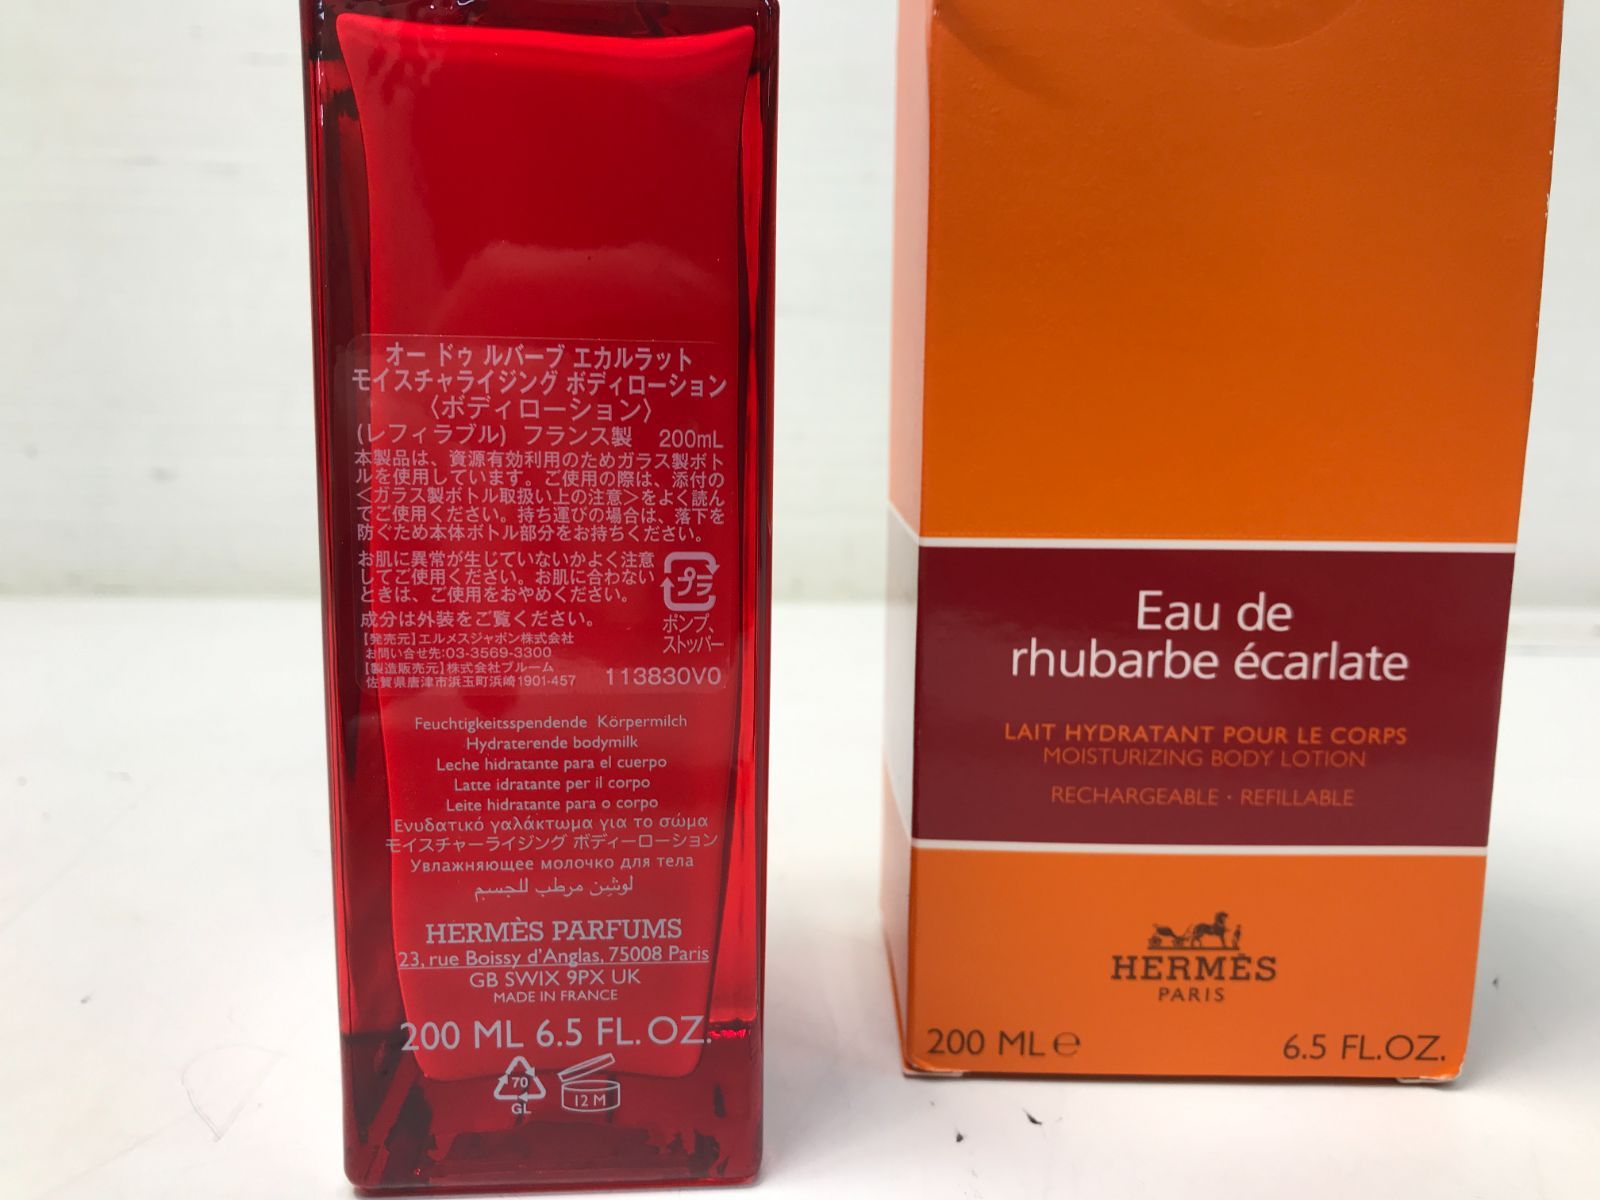 オー ドゥ ルバーブ エカルラット
モイスチャライジング ボディローション
〈ボディローション〉
(レフィラブル) フランス製 200mL
本製品は、資源有効利用のためガラス製ボト
ルを使用しています。ご使用の際は、添付の
<ガラス製ボトル取扱い上の注意>をよく読ん
でご使用ください。持ち運びの場合は、落下を
防ぐため本体ボトル部分をお持ちください。
お肌に異常が生じていないかよく注意
してご使用ください。お肌に合わない
ときは、ご使用をおやめください。
プラ
ポンプ、
ストッパー
成分は外装をご覧ください。
【発売元】エルメスジャポン株式会社
お問い合せ先:03-3569-3300
【製造販売元】株式会社ブルーム
佐賀県唐津市浜玉町浜崎1901-457
113830V0
Feuchtigkeitsspendende Körpermilch
Hydraterende bodymilk
Leche hidratante para el cuerpo
Latte idratante per il corpo
Leite hidratante para o corpo
Ενυδατικό γαλάκτωμα για το σώμα
モイスチャーライジング ボディーローション
Увлажняющее молочко для тела
لوشين مرطب للجسم
HERMÈS PARFUMS
23, rue Boissy d'Anglas, 75008 Paris
GB SWIX 9PX UK
MADE IN FRANCE
200 ML 6.5 FL. OZ.
70
GL
12 M
Eau de
rhubarbe écarlate
LAIT HYDRATANT POUR LE CORPS
MOISTURIZING BODY LOTION
RECHARGEABLE · REFILLABLE
HERMÈS
PARIS
200 ML ℮
6.5 FL.OZ.